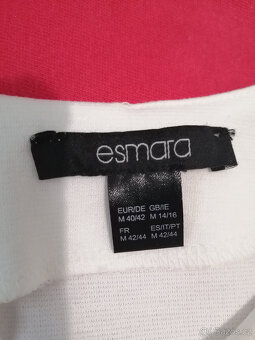 esmara
EUR/DE GB/IE
M 40/42 M 14/16
FR ES/IT/PT
M 42/44 M 42/44